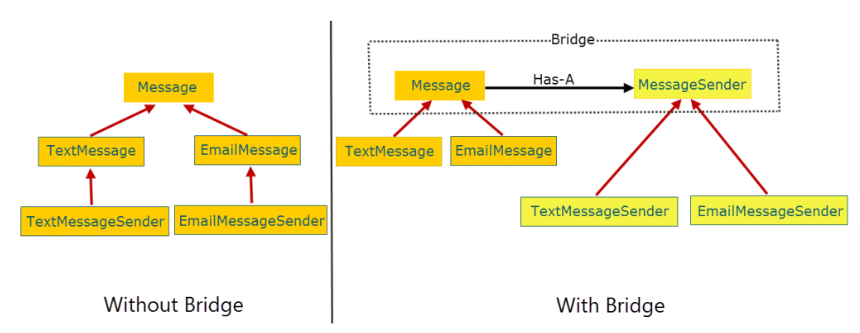 Message
TextMessage
EmailMessage
TextMessageSender
EmailMessageSender
Without Bridge
Bridge
Message
Has-A
MessageSender
TextMessage
EmailMessage
TextMessageSender
EmailMessageSender
With Bridge